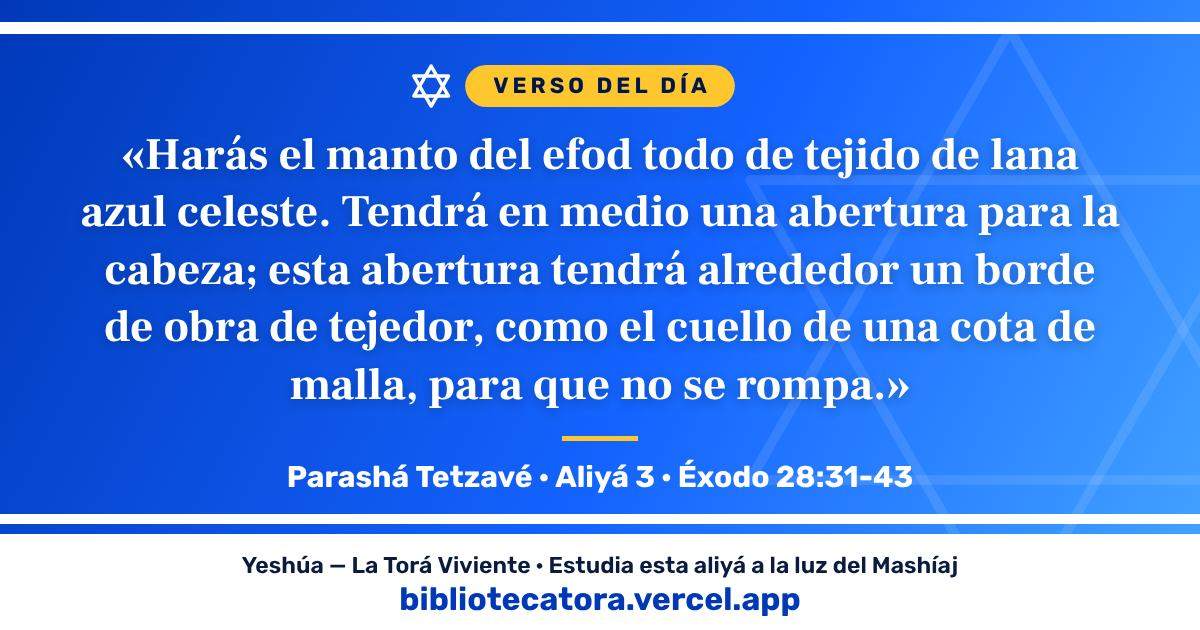 VERSO DEL DÍA
«Harás el manto del efod todo de tejido de lana
azul celeste. Tendrá en medio una abertura para la
cabeza; esta abertura tendrá alrededor un borde
de obra de tejedor, como el cuello de una cota de
malla, para que no se rompa.»
Parashá Tetzavé • Aliyá 3 • Éxodo 28:31-43
Yeshúa — La Torá Viviente • Estudia esta aliyá a la luz del Mashíaj
bibliotecatora.vercel.app